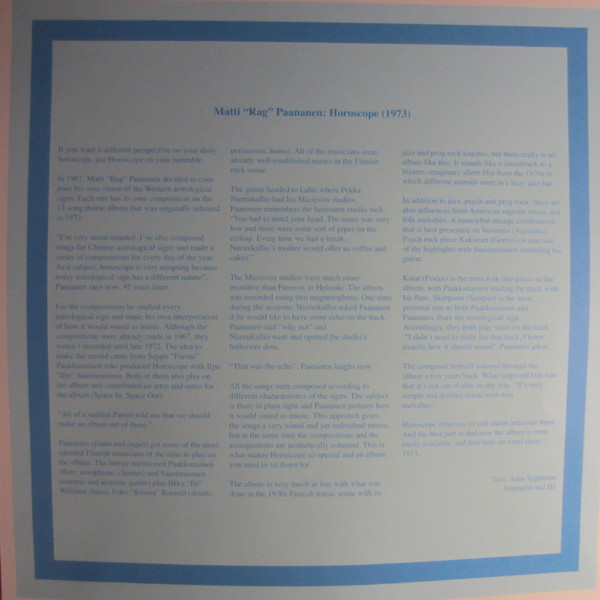 Matti "Rag" Paananen: Horoscope (1973)
If you want a different perspective on your daily
horoscope, put Horoscope on your turntable.
In 1967, Matti "Rag" Paananen decided to com-
pose his own vision of the Western astrological
signs. Each one has its own composition on the
12-song theme album that was originally released
in 1973.
"I'm very serial minded. I've also composed
songs for Chinese astrological signs and made a
series of compositions for every day of the year.
As a subject, horoscope is very tempting because
every astrological sign has a different nature",
Paananen says now, 45 years later.
For the compositions he studied every
astrological sign and made his own interpretation
of how it would sound as music. Although the
compositions were already made in 1967, they
weren't recorded until late 1972. The idea to
make the record came from Seppo "Paroni"
Paakkunainen who produced Horoscope with Ilpo
"Ilpo" Saastamoinen. Both of them also play on
the album and contributed an intro and outro for
the album (Space In, Space Out).
"All of a sudden Paroni told me that we should
make an album out of these."
Paananen (piano and organ) got some of the most
talented Finnish musicians of the time to play on
the album. The before mentioned Paakkunainen
(flute, saxophone, clarinet) and Saastamoinen
(electric and acoustic guitar) plus Ilkka
Willman (bass), Esko "Rosnos" Rosnell (drums,
percussion, horns). All of the musicians were
already well-established names in the Finnish
rock scene.
The group headed to Lahti where Pekka
Nurmikallio had his Microvox studios.
Paananen remembers the basement studio well:
"You had to mind your head. The room was very
low and there were some sort of pipes on the
ceiling. Every time we had a break,
Nurmikallio's mother would offer us coffee and
cakes."
The Microvox studios were much more
primitive than Finnvox in Helsinki. The album
was recorded using two magnetophons. One time
during the sessions, Nurmikallio asked Paananen
if he would like to have some echo on the track.
Paananen said "why not" and
Nurmikallio went and opened the studio's
bathroom door.
"That was the echo", Paananen laughs now.
All the songs were composed according to
different characteristics of the signs. The subject
is there in plain sight and Paananen pictures how
it would sound as music. This approach gives
the songs a very visual and yet individual nature,
but at the same time the compositions and the
arrangements are aesthetically coherent. This is
what makes Horoscope so special and an album
you need to sit down for.
The album is very much in line with what was
done in the 1970s Finnish music scene with its
jazz and prog rock touches, but there really is no
album like this. It sounds like a soundtrack to a
bizarre, imaginary silent film from the 1920s in
which different animals meet in a hazy jazz bar.
In addition to jazz, psych and prog rock, there are
also influences from American ragtime music and
folk melodies. A somewhat strange combination
that is best presented on Vesimies (Aquarius).
Psych rock piece Kaksoset (Gemini) is also one
of the highlights with Saastamoinen shredding his
guitar.
Kalat (Pisces) is the most folk-like piece on the
album, with Paakkunainen leading the track with
his flute. Skorpioni (Scorpio) is the most
personal one as both Paakkunainen and
Paananen share the astrological sign.
Accordingly, they both play solos on the track.
"I didn't need to study for that track, I knew
exactly how it should sound", Paananen jokes.
The composer himself listened through the
album a few years back. What surprised him was
that it's not out of date in any way. "It's very
simple and distinct music with nice
melodies."
Horoscope deserves its cult status and even more.
And the best part is that now the album is more
easily available, and first time on vinyl since
1973.
Text: Arttu Seppänen
Journalist and DJ